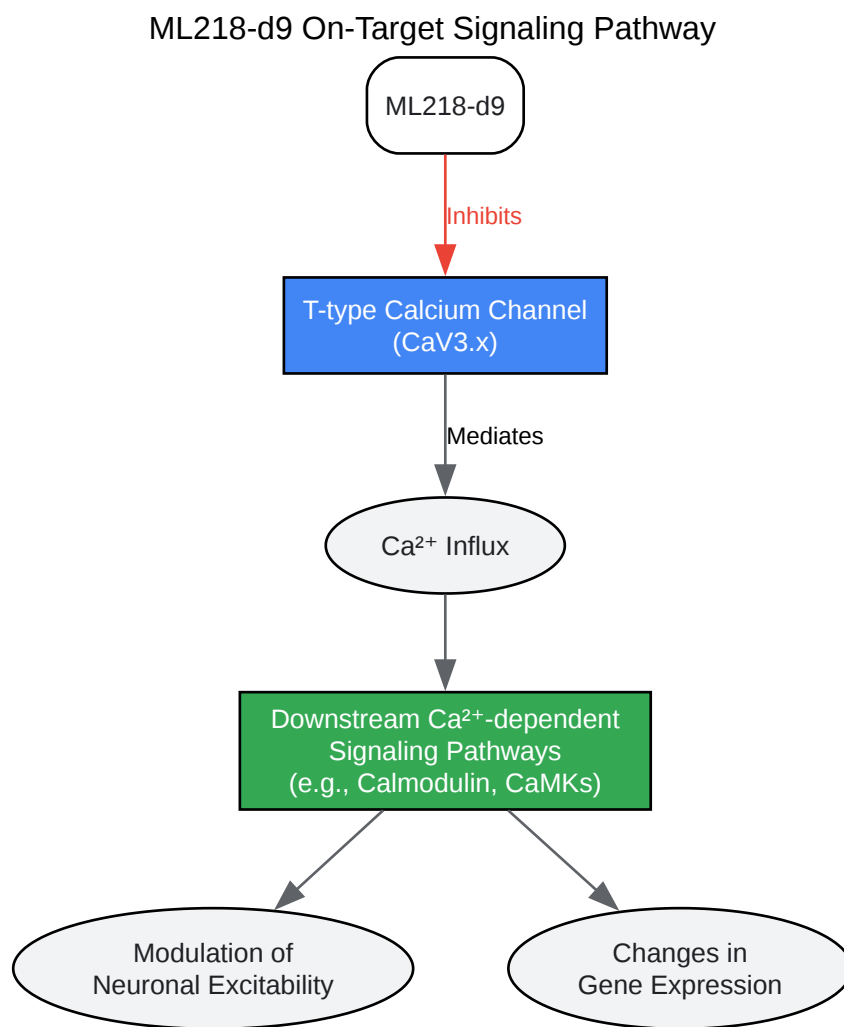 ML218-d9 On-Target Signaling Pathway
ML218-d9
Inhibits
T-type Calcium Channel
(CaV3.x)
Mediates
Ca²⁺ Influx
Downstream Ca²⁺-dependent
Signaling Pathways
(e.g., Calmodulin, CaMKs)
Modulation of
Neuronal Excitability
Changes in
Gene Expression